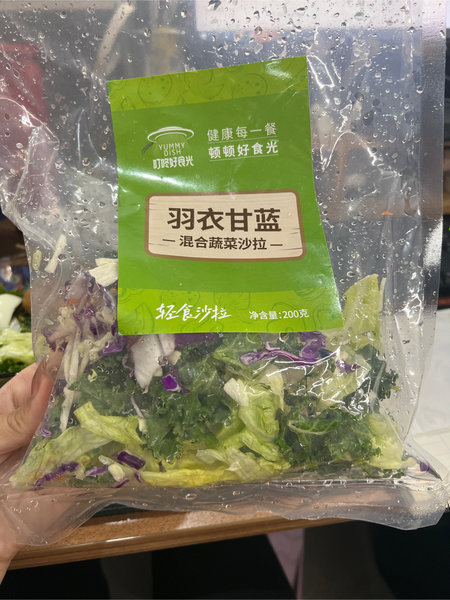 YUMMY
DISH
叮咚好食光
健康每一餐
顿顿好食光
羽衣甘蓝
混合蔬菜沙拉
轻食沙拉
净含量:200克